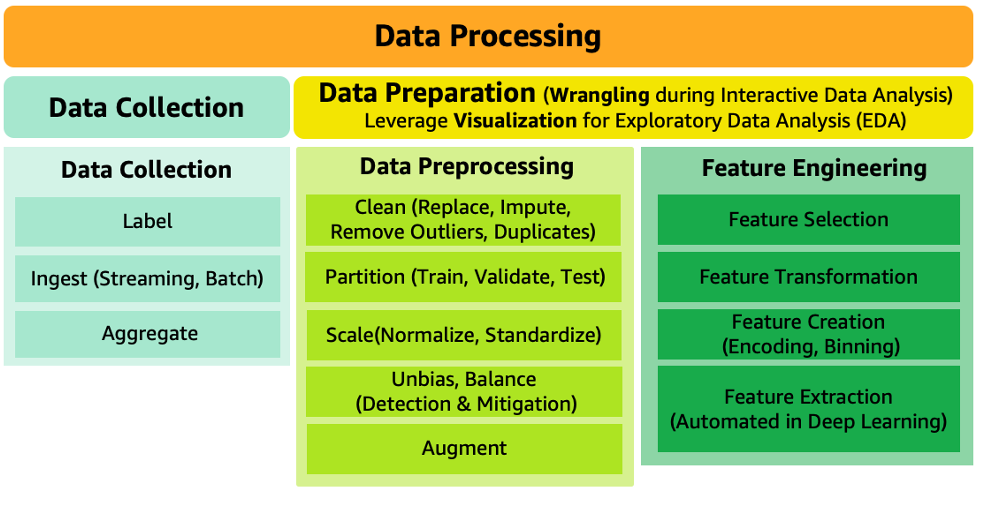 Data Processing
Data Collection
Data Preparation (Wrangling during Interactive Data Analysis)
Leverage Visualization for Exploratory Data Analysis (EDA)
Data Collection
Label
Ingest (Streaming, Batch)
Aggregate
Data Preprocessing
Clean (Replace, Impute,
Remove Outliers, Duplicates)
Partition (Train, Validate, Test)
Scale(Normalize, Standardize)
Unbias, Balance
(Detection & Mitigation)
Augment
Feature Engineering
Feature Selection
Feature Transformation
Feature Creation
(Encoding, Binning)
Feature Extraction
(Automated in Deep Learning)